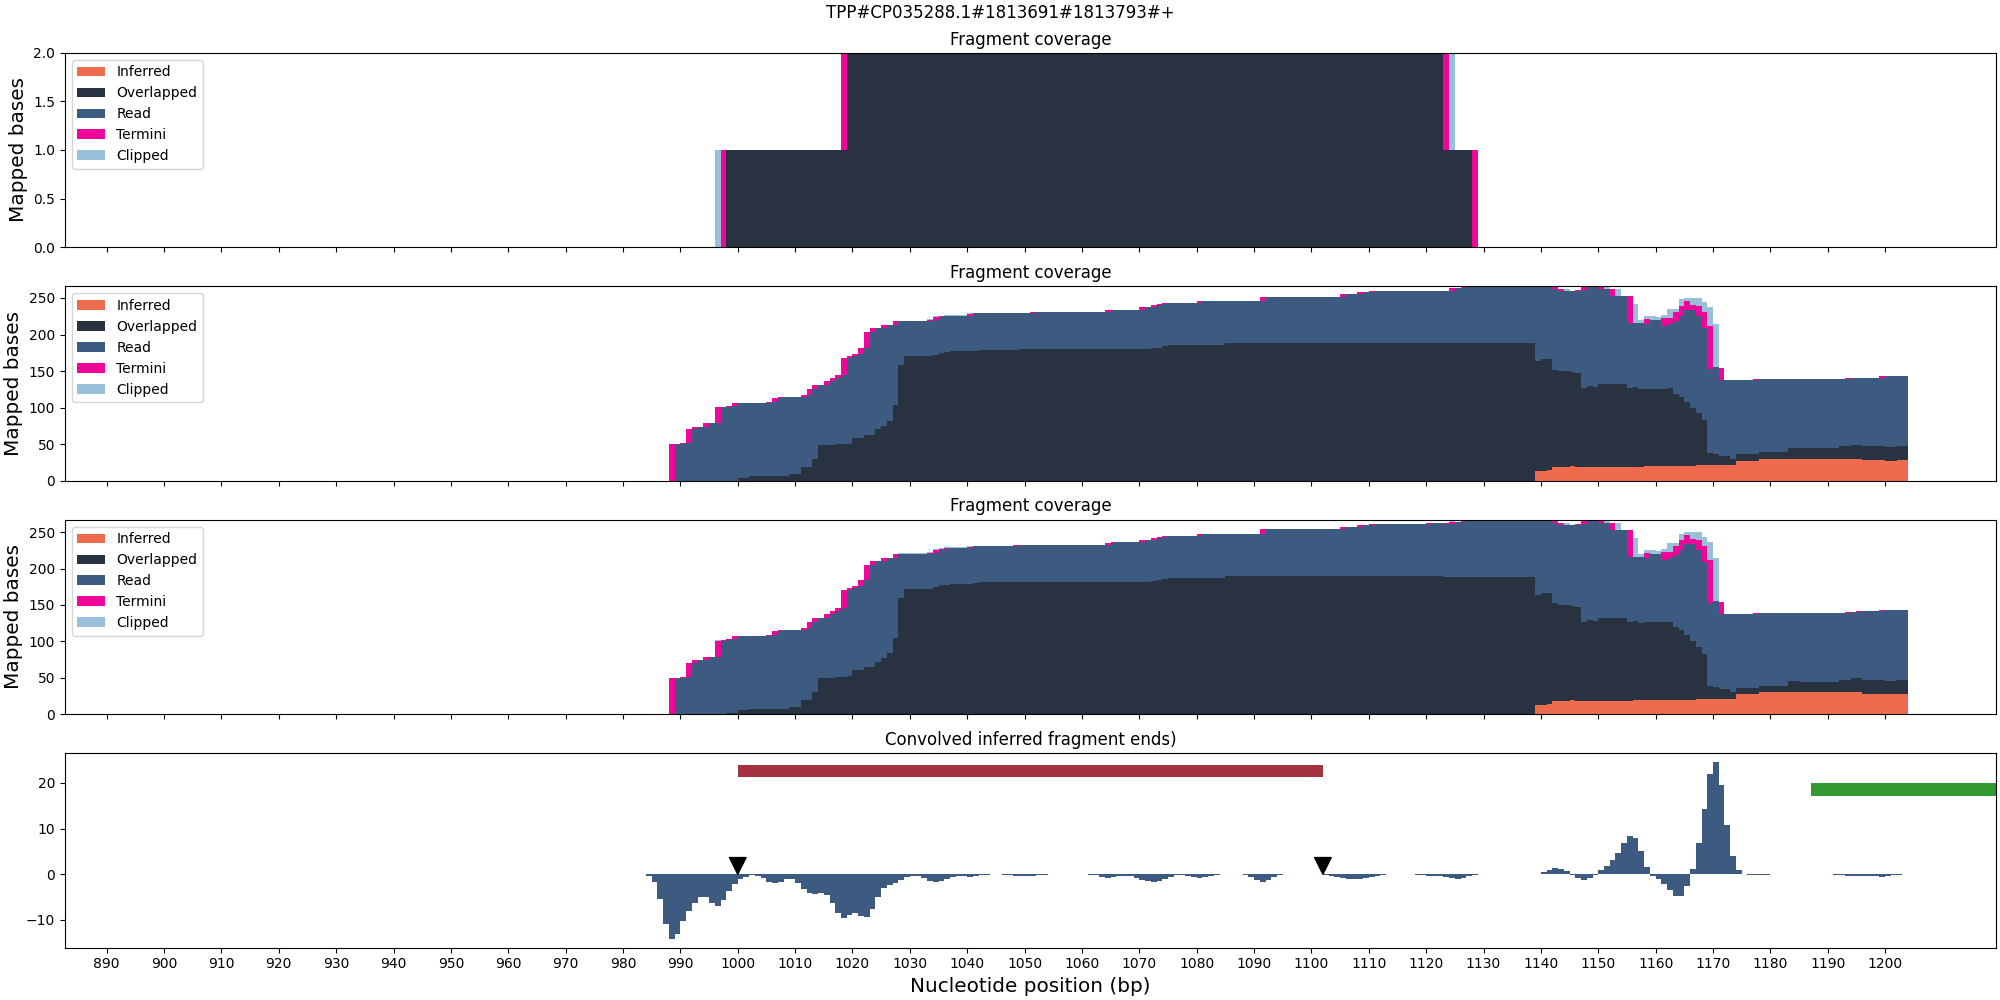 TPP#CP035288.1#1813691#1813793#+
Fragment coverage
Mapped bases
2.0
1.5
1.0
0.5
0.0
Inferred
Overlapped
Read
Termini
Clipped
Fragment coverage
Mapped bases
250
200
150
100
50
0
Inferred
Overlapped
Read
Termini
Clipped
Fragment coverage
Mapped bases
250
200
150
100
50
0
Inferred
Overlapped
Read
Termini
Clipped
Convolved inferred fragment ends)
20
10
0
−10
890 900 910 920 930 940 950 960 970 980 990 1000 1010 1020 1030 1040 1050 1060 1070 1080 1090 1100 1110 1120 1130 1140 1150 1160 1170 1180 1190 1200
Nucleotide position (bp)